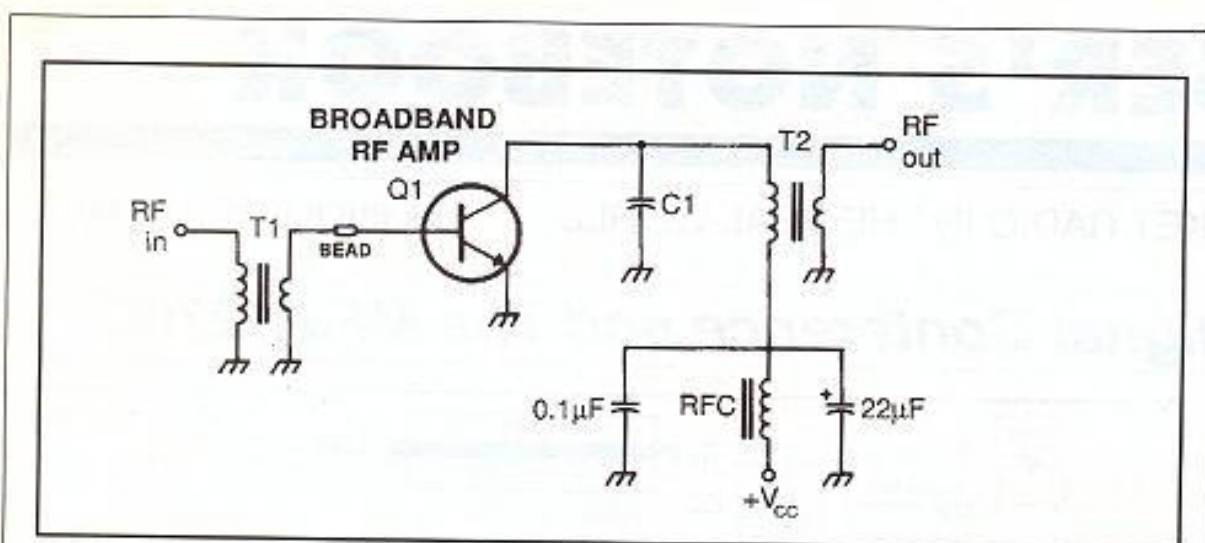 BROADBAND
RF AMP
Q1
RF
in
T1
BEAD
C1
T2
RF
out
0.1µF
RFC
+
22µF
+Vcc